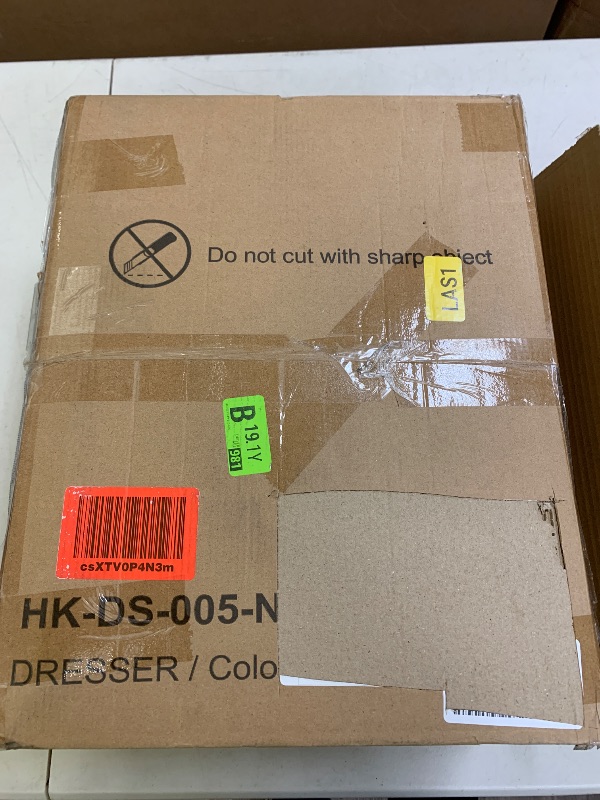 Do not cut with sharp object
LAS1
B 19.1Y
981
csXTV0P4N3m
HK-DS-005-N
DRESSER / Colo